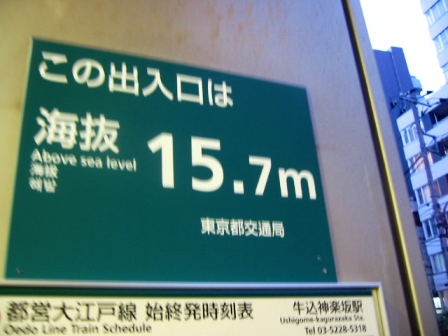 この出入口は
海抜
Above sea level
海拔
해발
15.7m
東京都交通局
都営大江戸線 始終発時刻表
Oedo Line Train Schedule
牛込神楽坂駅
Ushigome-kagurazaka Sta.
Tel 03-5228-5318